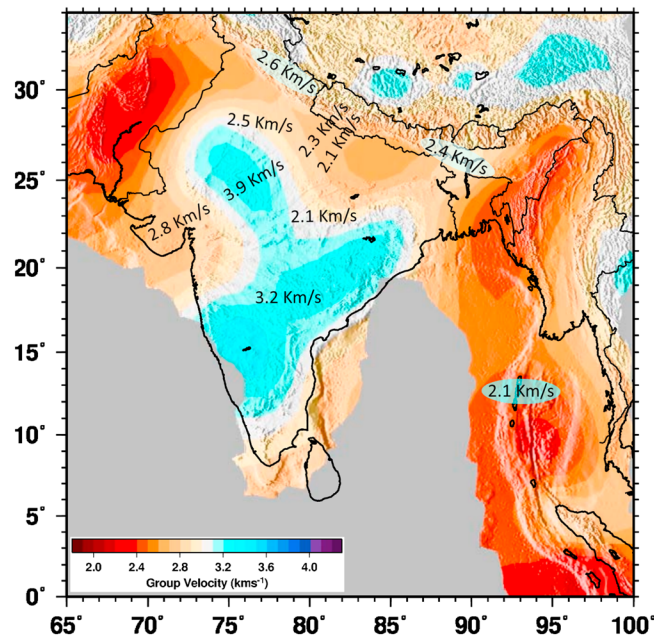 30°
25°
20°
15°
10°
5°
0°
2.6 Km/s
2.5 Km/s
2.3 Km/s
2.1 Km/s
2.4 Km/s
3.9 Km/s
2.8 Km/s
2.1 Km/s
3.2 Km/s
2.1 Km/s
2.0 2.4 2.8 3.2 3.6 4.0
Group Velocity (kms⁻¹)
65° 70° 75° 80° 85° 90° 95° 100°